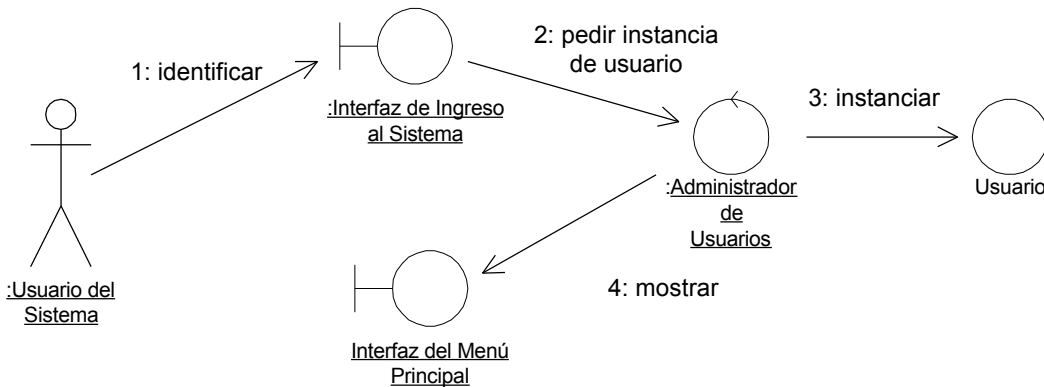 1: identificar
:Interfaz de Ingreso
al Sistema
2: pedir instancia
de usuario
3: instanciar
:Administrador
de
Usuarios
Usuario
:Usuario del
Sistema
4: mostrar
Interfaz del Menú
Principal